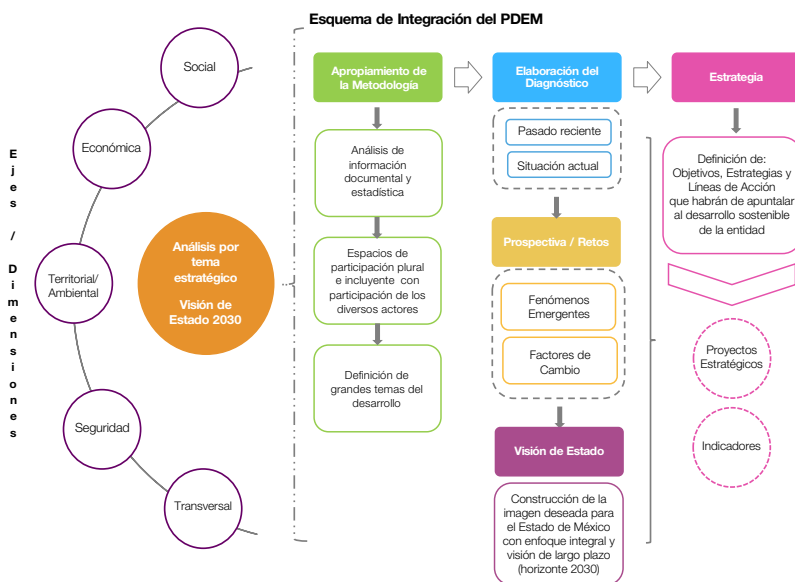 Esquema de Integración del PDEM
Ejes / Dimensiones
Social
Económica
Territorial/
Ambiental
Seguridad
Transversal
Análisis por
tema
estratégico
Visión de
Estado 2030
Apropiamiento de
la Metodología
Análisis de
información
documental y
estadística
Espacios de
participación plural
e incluyente con
participación de los
diversos actores
Definición de
grandes temas del
desarrollo
Elaboración del
Diagnóstico
Pasado reciente
Situación actual
Prospectiva / Retos
Fenómenos
Emergentes
Factores de
Cambio
Visión de Estado
Construcción de la
imagen deseada para
el Estado de México
con enfoque integral y
visión de largo plazo
(horizonte 2030)
Estrategia
Definición de:
Objetivos, Estrategias y
Líneas de Acción
que habrán de apuntalar
al desarrollo sostenible
de la entidad
Proyectos
Estratégicos
Indicadores